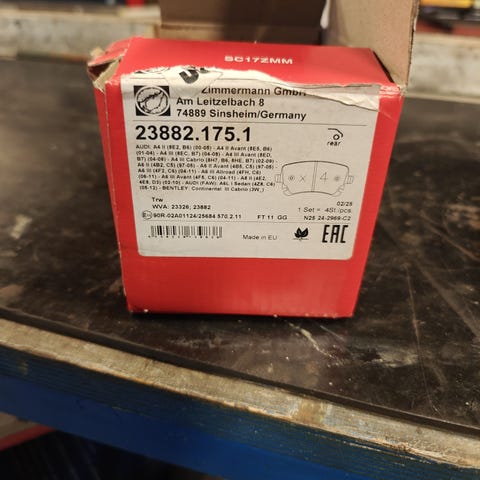 SC17ZMM
Zimmermann GmbH
Am Leitzelbach 8
74889 Sinsheim/Germany
23882.175.1
rear
AUDI: A4 II (8E2, B6) (00-05) - A4 II Avant (8E5, B6)
(01-04) - A4 III (8EC, B7) (04-08) - A4 III Avant (8ED,
B7) (04-08) - A4 III Cabrio (8H7, B6, 8HE, B7) (02-09) -
A6 II (4B2, C5) (97-05) - A6 II Avant (4B5, C5) (97-05)
- A6 III (4F2, C6) (04-11) - A6 III Allroad (4FH, C6)
(06-11) - A6 III Avant (4F5, C6) (04-11) - A8 II (4E2,
4E8, D3) (02-10) - AUDI (FAW): A6L I Sedan (4Z8, C6)
(05-12) - BENTLEY: Continental III Cabrio (3W_)
× 4
Trw
WVA: 23326; 23882
02/25
1 Set = 4St./pcs.
90R-02A01124/25684 570.2.11
FT 11 GG
N25 24-2969-C2
Made in EU
EAC